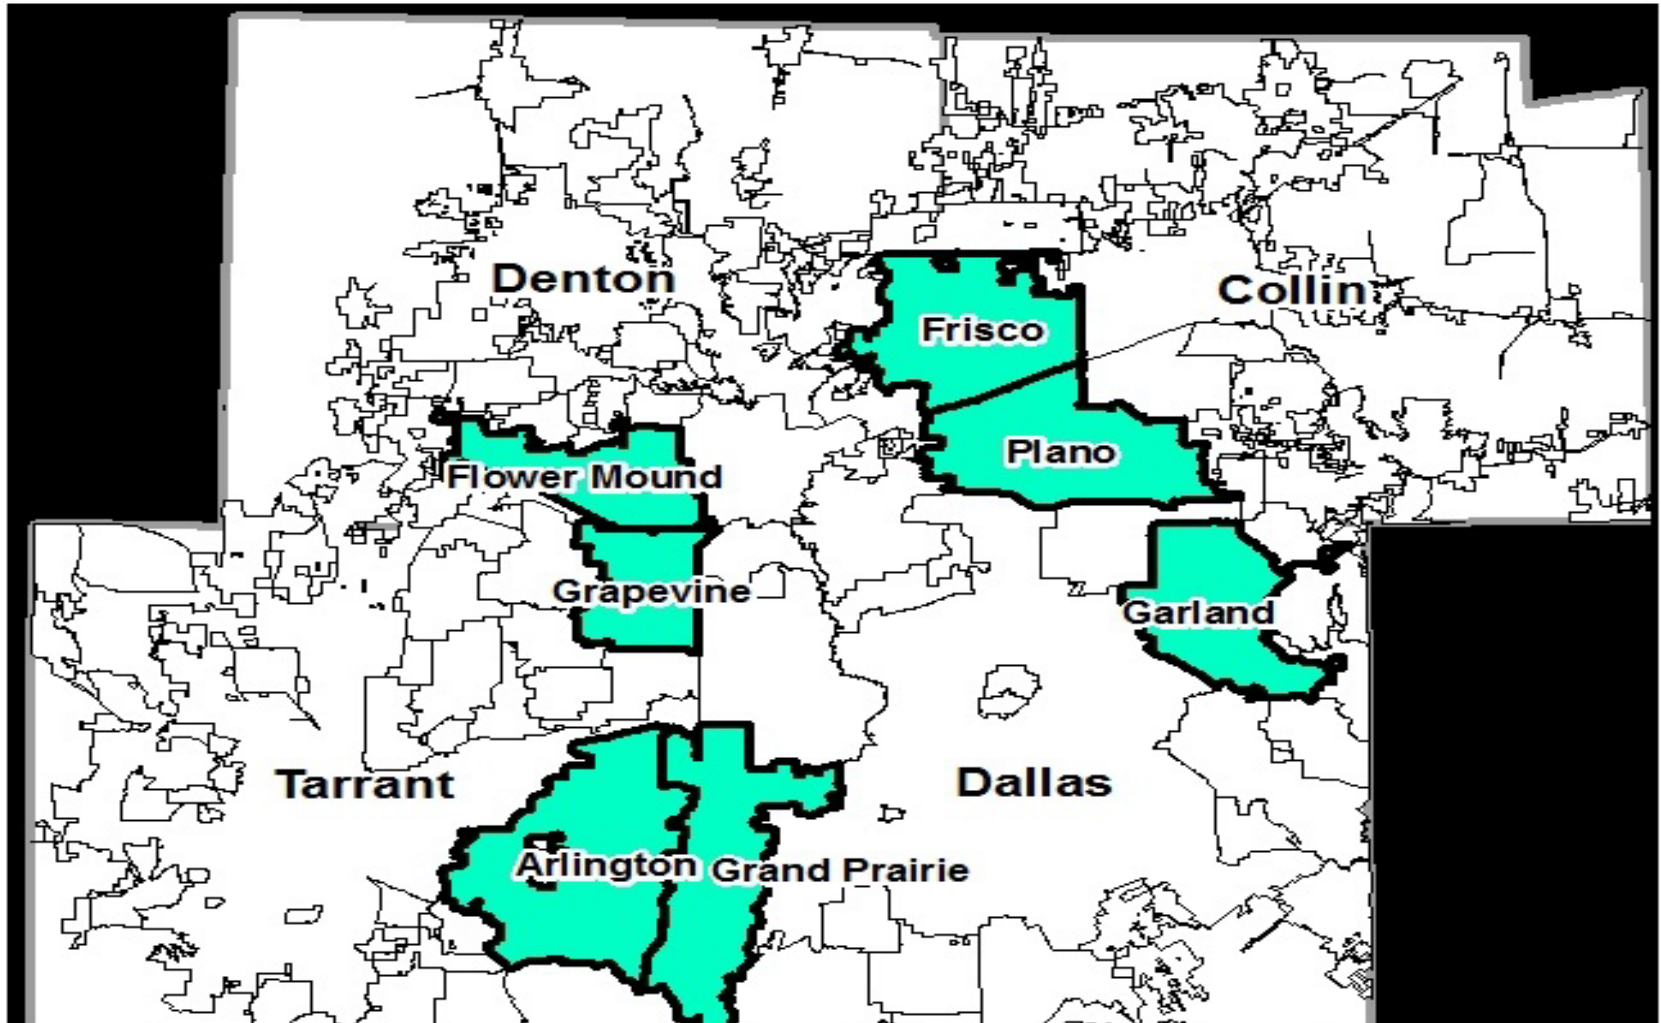 Denton
Collin
Frisco
Plano
Flower Mound
Grapevine
Garland
Tarrant
Dallas
Arlington
Grand Prairie